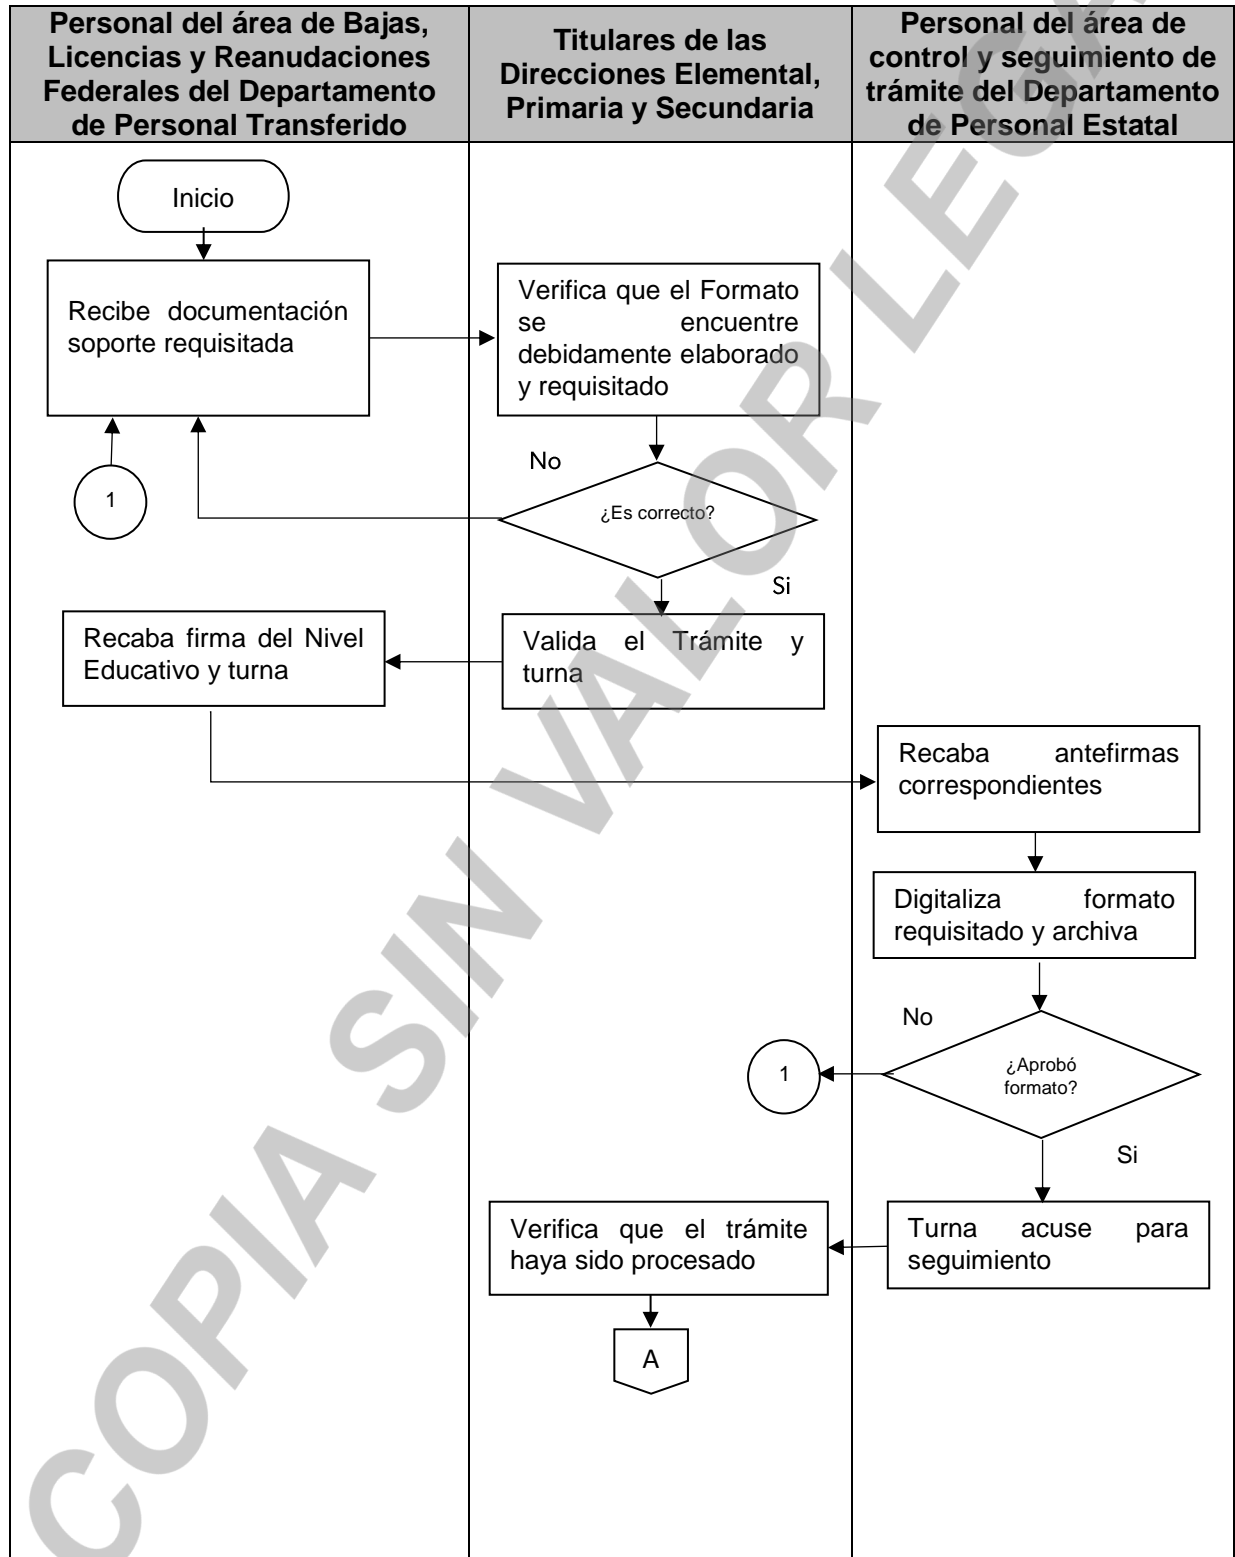 Personal del área de Bajas,
Licencias y Reanudaciones
Federales del Departamento
de Personal Transferido
Titulares de las
Direcciones Elemental,
Primaria y Secundaria
Personal del área de
control y seguimiento de
trámite del Departamento
de Personal Estatal
Inicio
Recibe documentación
soporte requisitada
Verifica que el Formato
se encuentre
debidamente elaborado
y requisitado
No
1
¿Es correcto?
Si
Recaba firma del Nivel
Educativo y turna
Valida el Trámite y
turna
Recaba antefirmas
correspondientes
Digitaliza formato
requisitado y archiva
No
1
¿Aprobó
formato?
Si
Verifica que el trámite
haya sido procesado
Turna acuse para
seguimiento
A
COPIA SIN VALOR LEGA